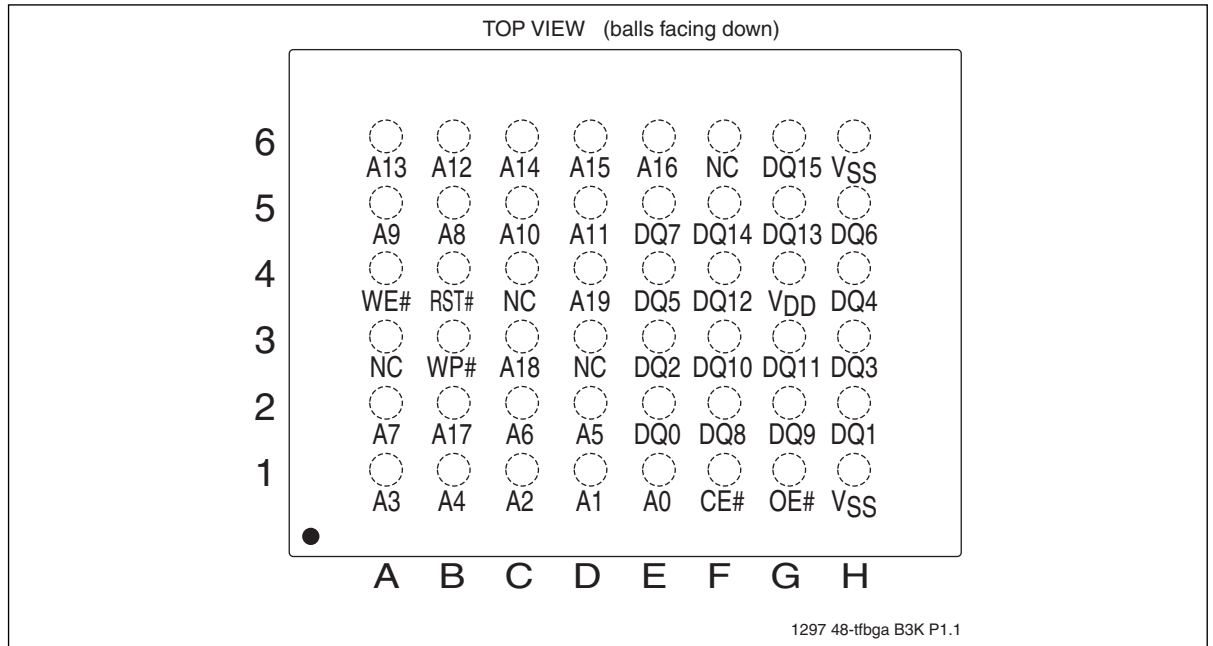 TOP VIEW (balls facing down)
6
A13 A12 A14 A15 A16 NC DQ15 VSS
5
A9 A8 A10 A11 DQ7 DQ14 DQ13 DQ6
4
WE# RST# NC A19 DQ5 DQ12 VDD DQ4
3
NC WP# A18 NC DQ2 DQ10 DQ11 DQ3
2
A7 A17 A6 A5 DQ0 DQ8 DQ9 DQ1
1
A3 A4 A2 A1 A0 CE# OE# VSS
A B C D E F G H
1297 48-tfbga B3K P1.1